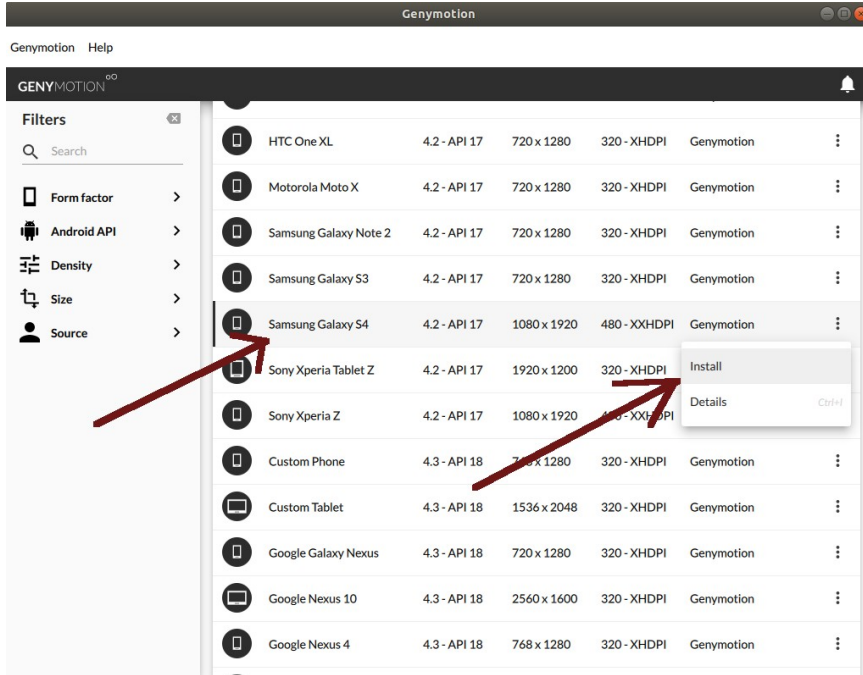 Genymotion
Genymotion Help
GENYMOTION
Filters
Search
Form factor
Android API
Density
Size
Source
HTC One XL 4.2 - API 17 720 x 1280 320 - XHDPI Genymotion
Motorola Moto X 4.2 - API 17 720 x 1280 320 - XHDPI Genymotion
Samsung Galaxy Note 2 4.2 - API 17 720 x 1280 320 - XHDPI Genymotion
Samsung Galaxy S3 4.2 - API 17 720 x 1280 320 - XHDPI Genymotion
Samsung Galaxy S4 4.2 - API 17 1080 x 1920 480 - XXHDPI Genymotion
Sony Xperia Tablet Z 4.2 - API 17 1920 x 1200 320 - XHDPI
Install
Details Ctrl+I
Sony Xperia Z 4.2 - API 17 1080 x 1920
Custom Phone 4.3 - API 18 x 1280 320 - XHDPI Genymotion
Custom Tablet 4.3 - API 18 1536 x 2048 320 - XHDPI Genymotion
Google Galaxy Nexus 4.3 - API 18 720 x 1280 320 - XHDPI Genymotion
Google Nexus 10 4.3 - API 18 2560 x 1600 320 - XHDPI Genymotion
Google Nexus 4 4.3 - API 18 768 x 1280 320 - XHDPI Genymotion